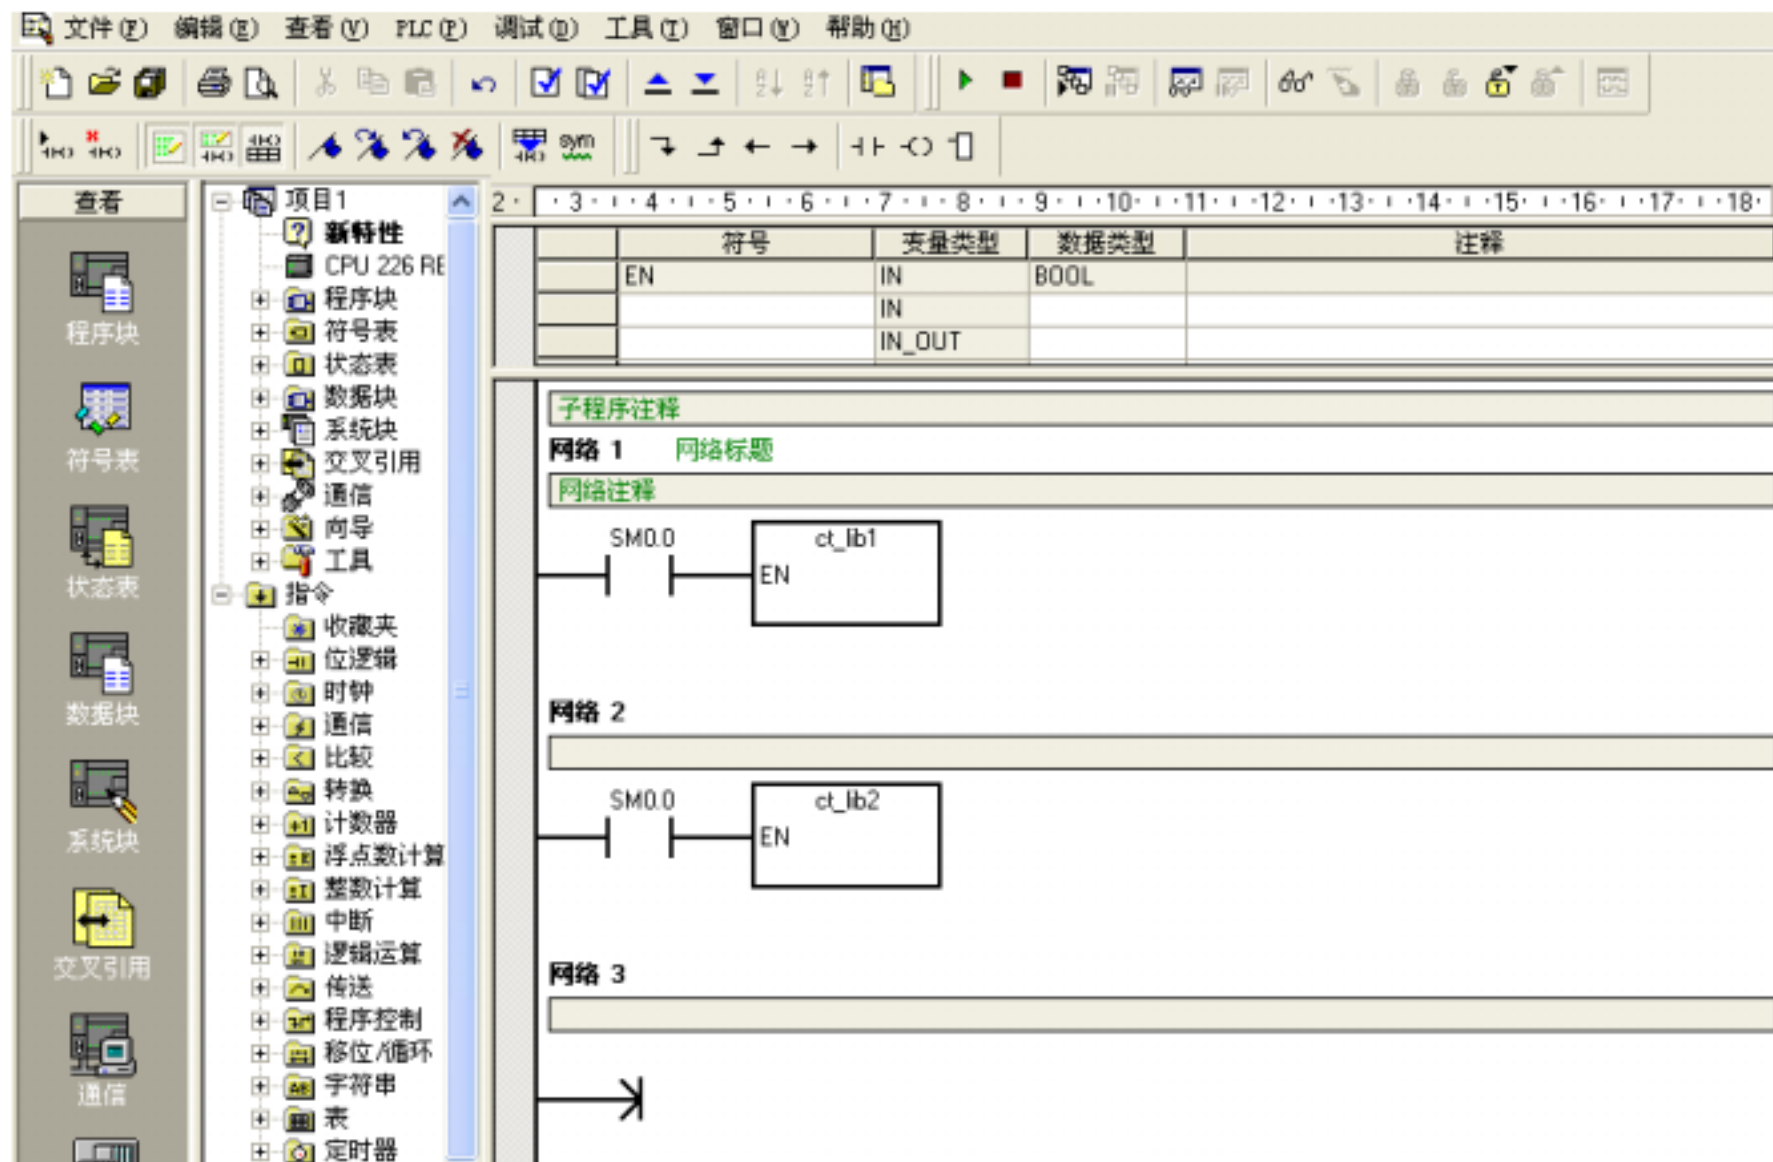 文件(F) 编辑(E) 查看(V) PLC(P) 调试(D) 工具(T) 窗口(W) 帮助(H)
sym
查看
程序块
符号表
状态表
数据块
系统块
交叉引用
通信
项目1
新特性
CPU 226 RE
程序块
符号表
状态表
数据块
系统块
交叉引用
通信
向导
工具
指令
收藏夹
位逻辑
时钟
通信
比较
转换
计数器
浮点数计算
整数计算
中断
逻辑运算
传送
程序控制
移位/循环
字符串
表
定时器
2 · · 3 · ı · 4 · ı · 5 · ı · 6 · ı · 7 · ı · 8 · ı · 9 · ı · 10 · ı · 11 · ı · 12 · ı · 13 · ı · 14 · ı · 15 · ı · 16 · ı · 17 · ı · 18 ·
符号 变量类型 数据类型 注释
EN IN BOOL
IN
IN_OUT
子程序注释
网络 1 网络标题
网络注释
SM0.0 ct_lib1
EN
网络 2
SM0.0 ct_lib2
EN
网络 3